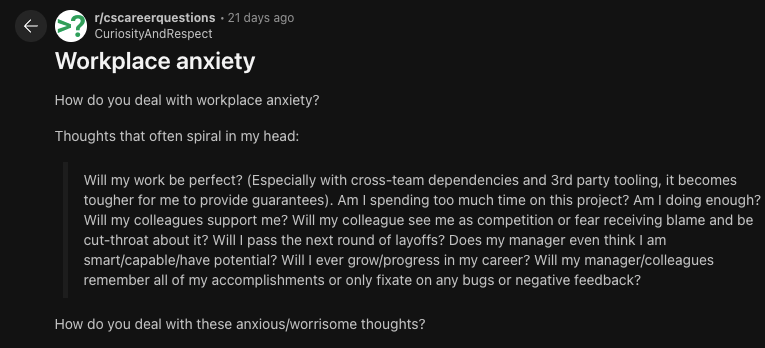 r/cscareerquestions • 21 days ago
CuriosityAndRespect
Workplace anxiety
How do you deal with workplace anxiety?
Thoughts that often spiral in my head:
Will my work be perfect? (Especially with cross-team dependencies and 3rd party tooling, it becomes
tougher for me to provide guarantees). Am I spending too much time on this project? Am I doing enough?
Will my colleagues support me? Will my colleague see me as competition or fear receiving blame and be
cut-throat about it? Will I pass the next round of layoffs? Does my manager even think I am
smart/capable/have potential? Will I ever grow/progress in my career? Will my manager/colleagues
remember all of my accomplishments or only fixate on any bugs or negative feedback?
How do you deal with these anxious/worrisome thoughts?